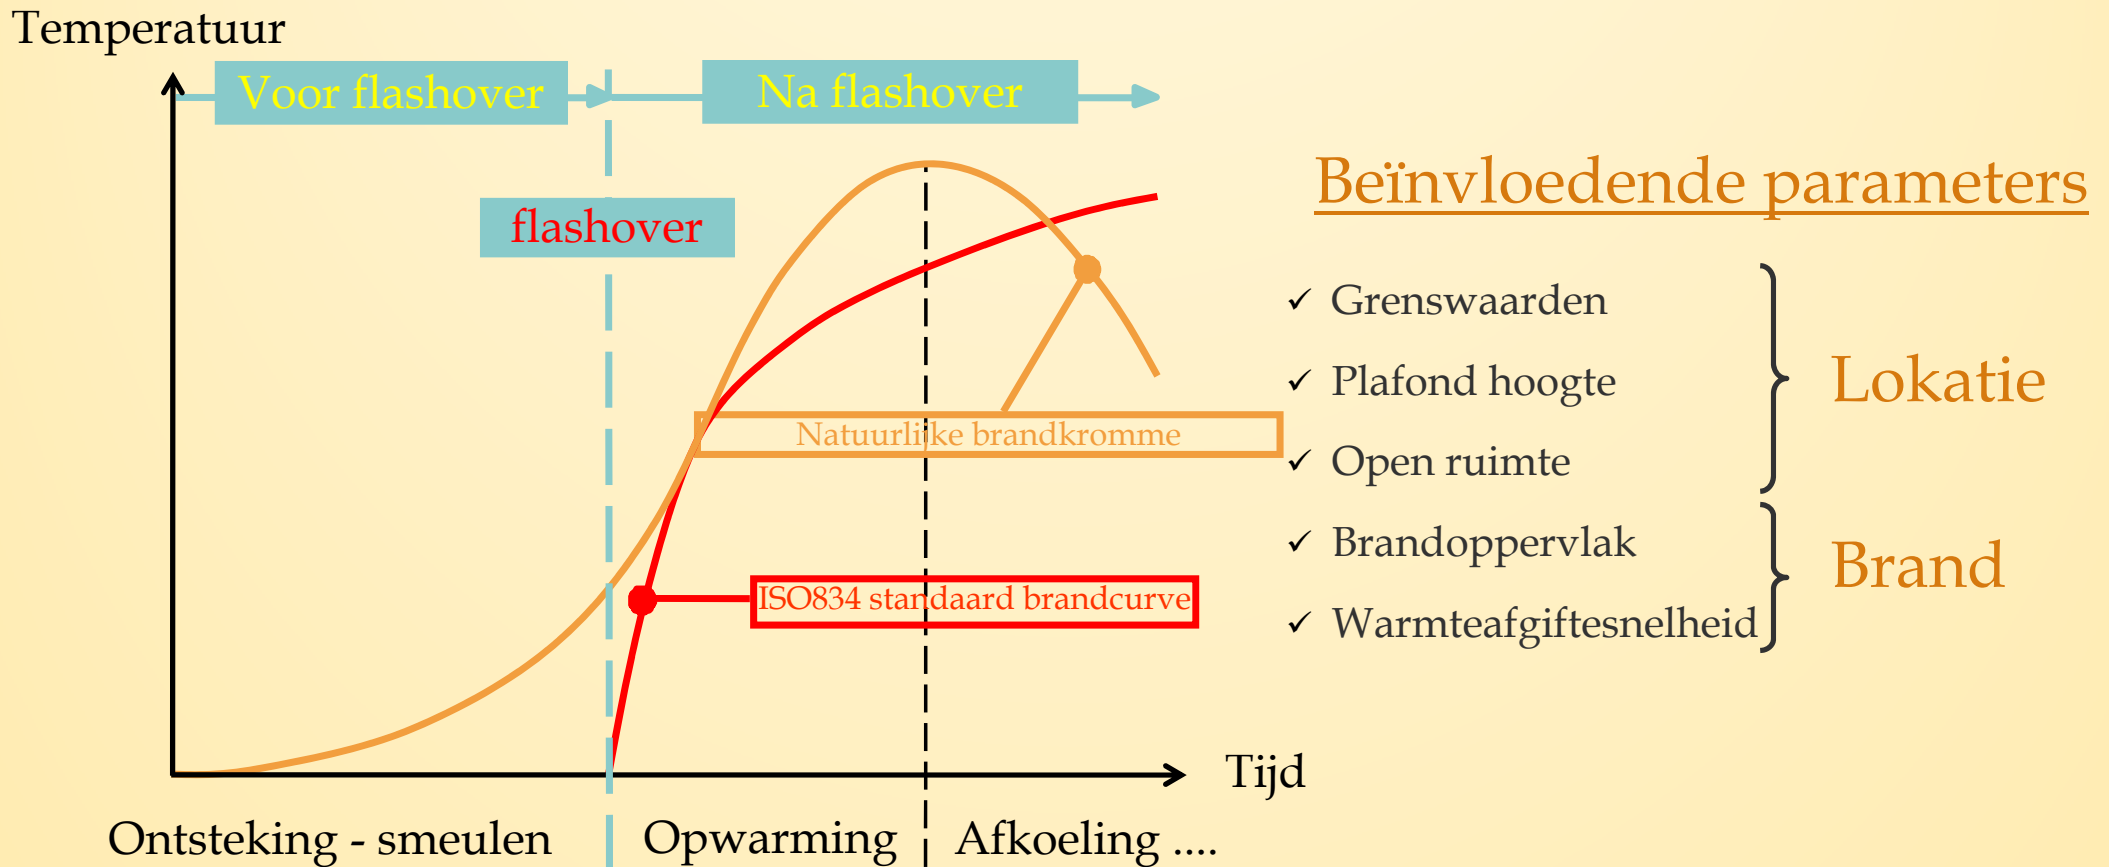 Temperatuur
Voor flashover
Na flashover
flashover
Natuurlijke brandkromme
ISO834 standaard brandcurve
Tijd
Ontsteking - smeulen
Opwarming
Afkoeling ....
Beïnvloedende parameters
✓ Grenswaarden
✓ Plafond hoogte
✓ Open ruimte
Lokatie
✓ Brandoppervlak
✓ Warmteafgiftesnelheid
Brand